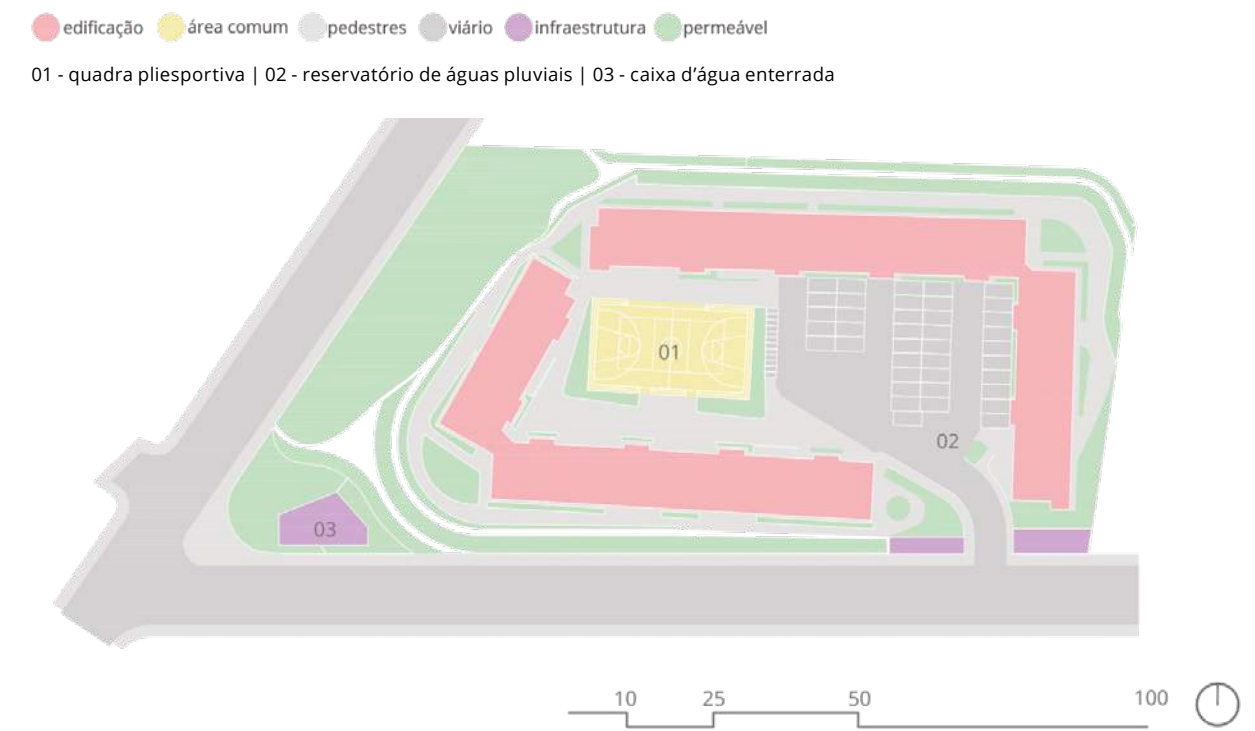 edificação área comum pedestres viário infraestrutura permeável
01 - quadra pliesportiva | 02 - reservatório de águas pluviais | 03 - caixa d’água enterrada
01
02
03
10 25 50 100